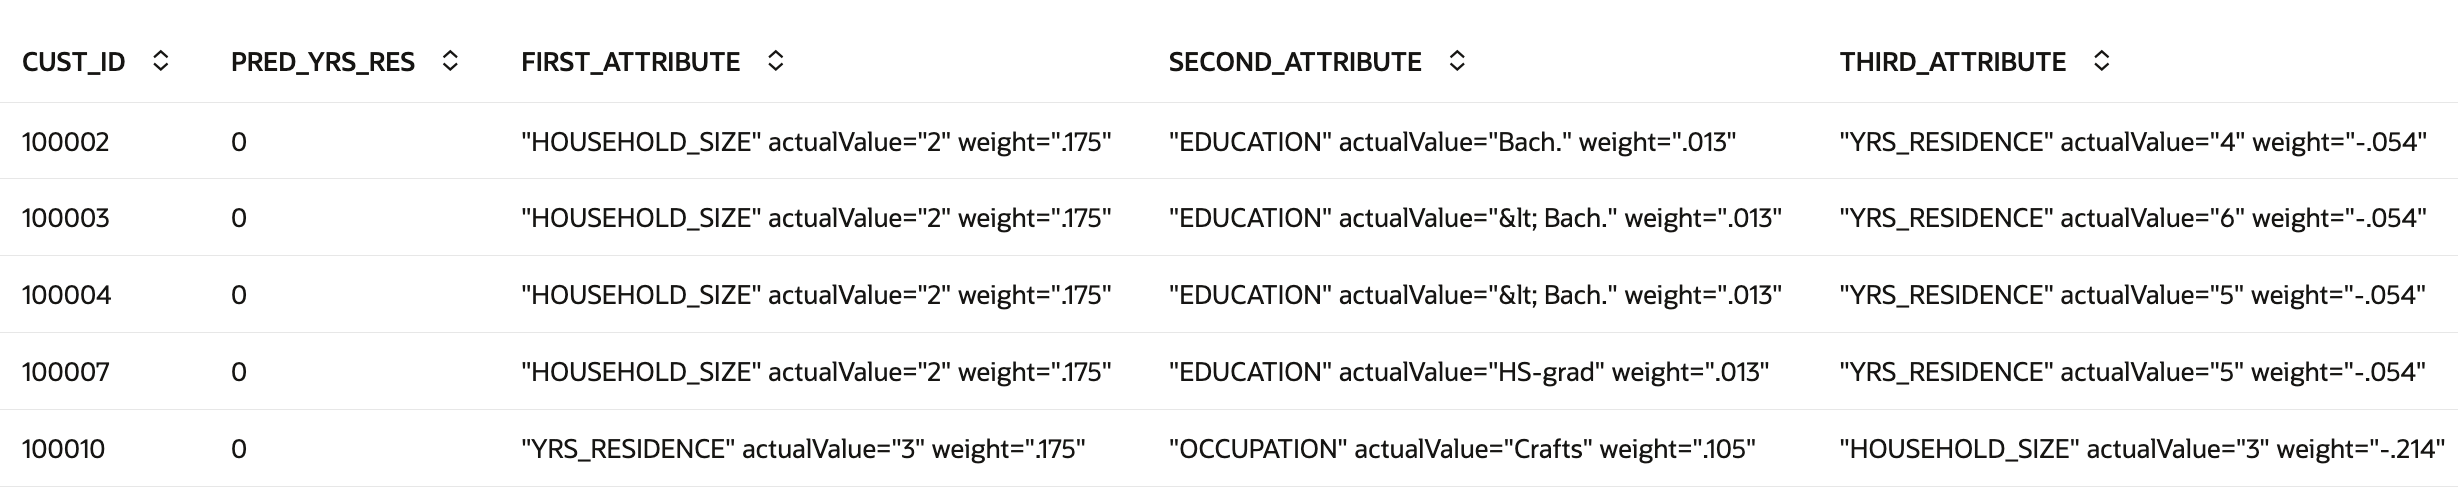 CUST_ID PRED_YRS_RES FIRST_ATTRIBUTE SECOND_ATTRIBUTE THIRD_ATTRIBUTE
100002 0 "HOUSEHOLD_SIZE" actualValue="2" weight=".175" "EDUCATION" actualValue="Bach." weight=".013" "YRS_RESIDENCE" actualValue="4" weight="-.054"
100003 0 "HOUSEHOLD_SIZE" actualValue="2" weight=".175" "EDUCATION" actualValue="&lt; Bach." weight=".013" "YRS_RESIDENCE" actualValue="6" weight="-.054"
100004 0 "HOUSEHOLD_SIZE" actualValue="2" weight=".175" "EDUCATION" actualValue="&lt; Bach." weight=".013" "YRS_RESIDENCE" actualValue="5" weight="-.054"
100007 0 "HOUSEHOLD_SIZE" actualValue="2" weight=".175" "EDUCATION" actualValue="HS-grad" weight=".013" "YRS_RESIDENCE" actualValue="5" weight="-.054"
100010 0 "YRS_RESIDENCE" actualValue="3" weight=".175" "OCCUPATION" actualValue="Crafts" weight=".105" "HOUSEHOLD_SIZE" actualValue="3" weight="-.214"